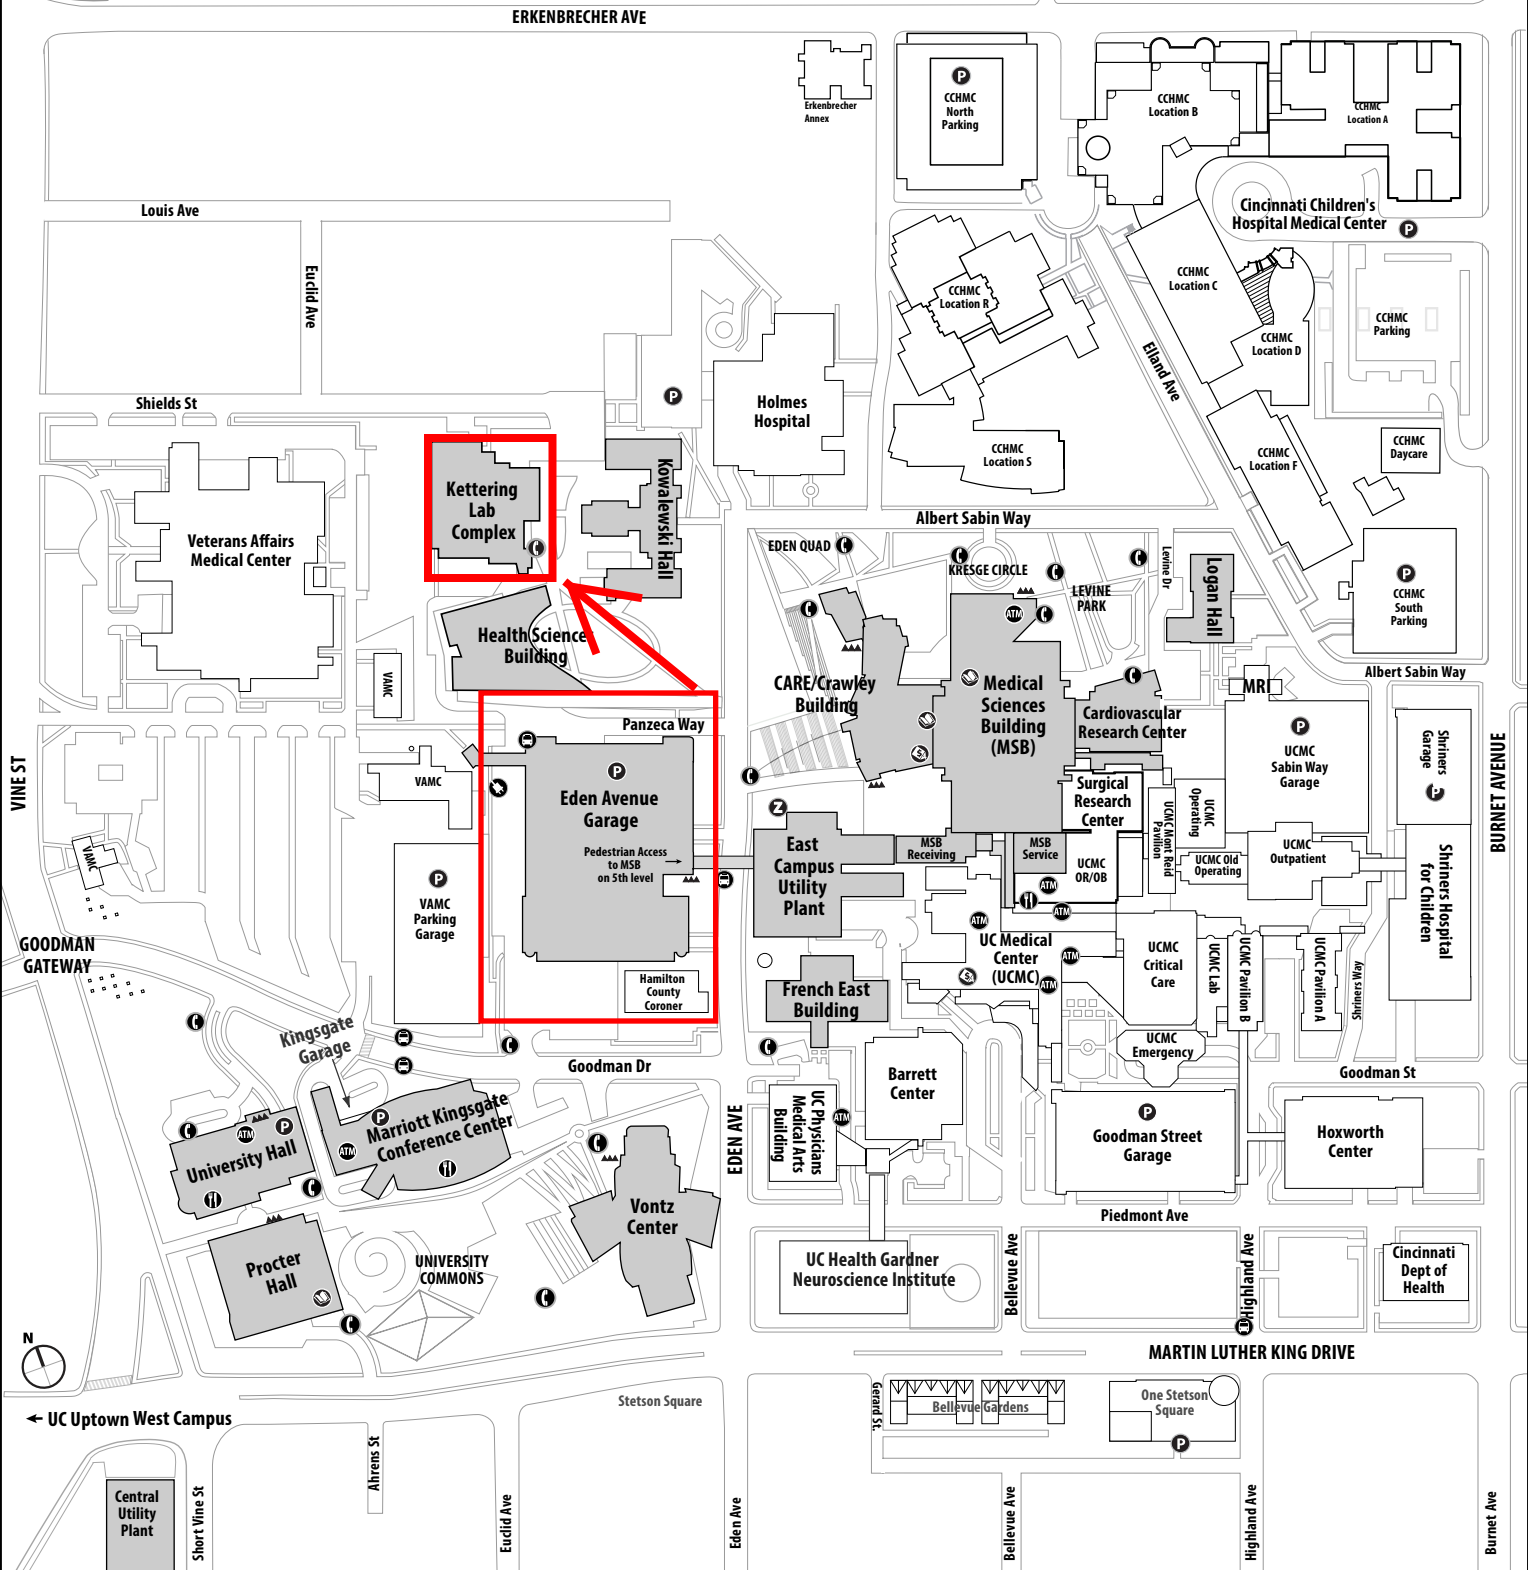 ERKENBRECHER AVE
Erkenbrecher
Annex
P
CCHMC
North
Parking
CCHMC
Location B
CCHMC
Location A
Louis Ave
Cincinnati Children's
Hospital Medical Center
P
Euclid Ave
CCHMC
Location R
CCHMC
Location C
CCHMC
Location D
CCHMC
Parking
Elland Ave
Shields St
P
Holmes
Hospital
CCHMC
Location S
CCHMC
Location F
CCHMC
Daycare
Kettering
Lab
Complex
Kowalewski Hall
Veterans Affairs
Medical Center
Albert Sabin Way
EDEN QUAD
KRESGE CIRCLE
LEVINE
PARK
Levine Dr
Logan Hall
P
CCHMC
South
Parking
Health Sciences
Building
ATM
VAMC
CARE/Crawley
Building
Medical
Sciences
Building
(MSB)
Cardiovascular
Research Center
MRI
Albert Sabin Way
Panzeca Way
P
UCMC
Sabin Way
Garage
Shriners
Garage
P
VINE ST
BURNET AVENUE
VAMC
P
Eden Avenue
Garage
Pedestrian Access
to MSB
on 5th level
Z
East
Campus
Utility
Plant
MSB
Receiving
MSB
Service
Surgical
Research
Center
UCMC
OR/OB
UCMC Mont Reid
Pavilion
UCMC
Operating
UCMC Old
Operating
UCMC
Outpatient
Shriners Hospital
for Children
VAMC
P
VAMC
Parking
Garage
ATM
ATM
ATM
ATM
ATM
UC Medical
Center
(UCMC)
UCMC
Critical
Care
UCMC Lab
UCMC Pavilion B
UCMC Pavilion A
Shriners Way
GOODMAN
GATEWAY
Hamilton
County
Coroner
French East
Building
Kingsgate
Garage
UCMC
Emergency
Goodman Dr
Goodman St
Barrett
Center
EDEN AVE
UC Physicians
Medical Arts
Building
ATM
P
Goodman Street
Garage
Hoxworth
Center
P
Marriott Kingsgate
Conference Center
ATM
P
ATM
University Hall
Vontz
Center
Piedmont Ave
Procter
Hall
UNIVERSITY
COMMONS
UC Health Gardner
Neuroscience Institute
Bellevue Ave
Highland Ave
Cincinnati
Dept of
Health
N
MARTIN LUTHER KING DRIVE
Stetson Square
Gerard St.
Bellevue Gardens
One Stetson
Square
P
← UC Uptown West Campus
Central
Utility
Plant
Short Vine St
Ahrens St
Euclid Ave
Eden Ave
Bellevue Ave
Highland Ave
Burnet Ave